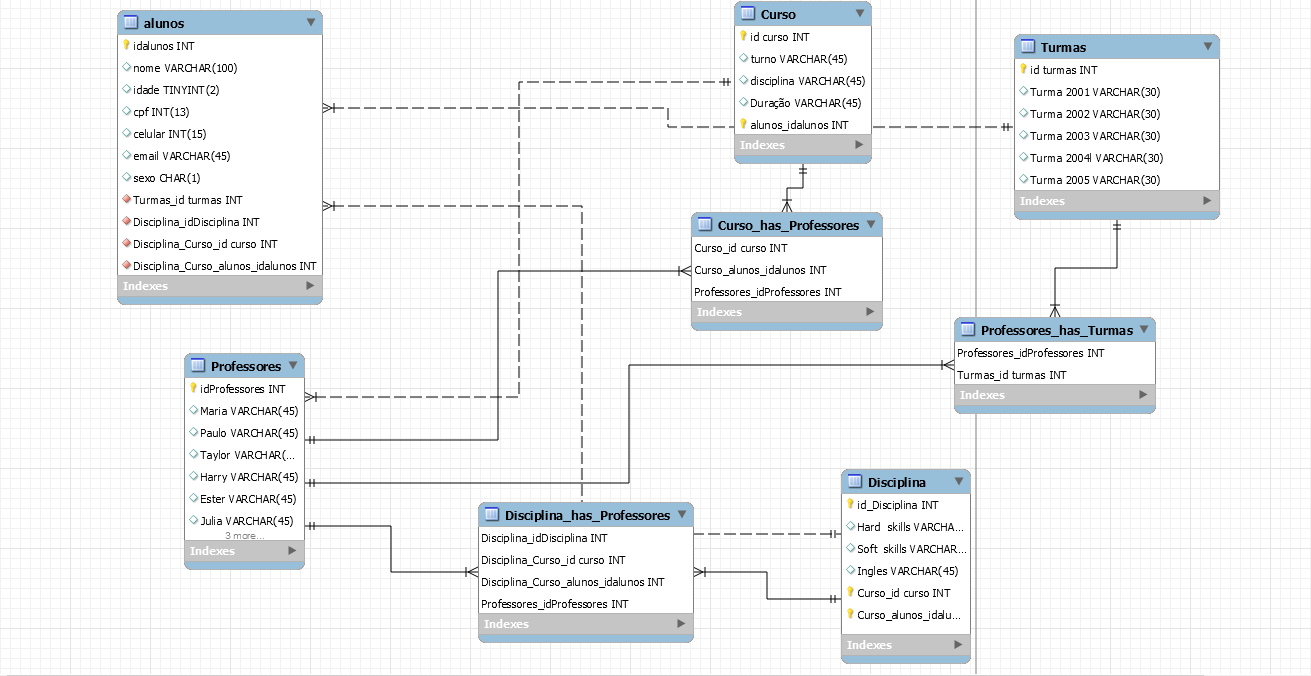 alunos
idalunos INT
nome VARCHAR(100)
idade TINYINT(2)
cpf INT(13)
celular INT(15)
email VARCHAR(45)
sexo CHAR(1)
Turmas_id turmas INT
Disciplina_idDisciplina INT
Disciplina_Curso_id curso INT
Disciplina_Curso_alunos_idalunos INT
Indexes
Curso
id curso INT
turno VARCHAR(45)
disciplina VARCHAR(45)
Duração VARCHAR(45)
alunos_idalunos INT
Indexes
Turmas
id turmas INT
Turma 2001 VARCHAR(30)
Turma 2002 VARCHAR(30)
Turma 2003 VARCHAR(30)
Turma 2004l VARCHAR(30)
Turma 2005 VARCHAR(30)
Indexes
Curso_has_Professores
Curso_id curso INT
Curso_alunos_idalunos INT
Professores_idProfessores INT
Indexes
Professores_has_Turmas
Professores_idProfessores INT
Turmas_id turmas INT
Indexes
Professores
idProfessores INT
Maria VARCHAR(45)
Paulo VARCHAR(45)
Taylor VARCHAR(...
Harry VARCHAR(45)
Ester VARCHAR(45)
Julia VARCHAR(45)
3 more...
Indexes
Disciplina_has_Professores
Disciplina_idDisciplina INT
Disciplina_Curso_id curso INT
Disciplina_Curso_alunos_idalunos INT
Professores_idProfessores INT
Indexes
Disciplina
id_Disciplina INT
Hard skills VARCHA...
Soft skills VARCHAR...
Ingles VARCHAR(45)
Curso_id curso INT
Curso_alunos_idalu...
Indexes